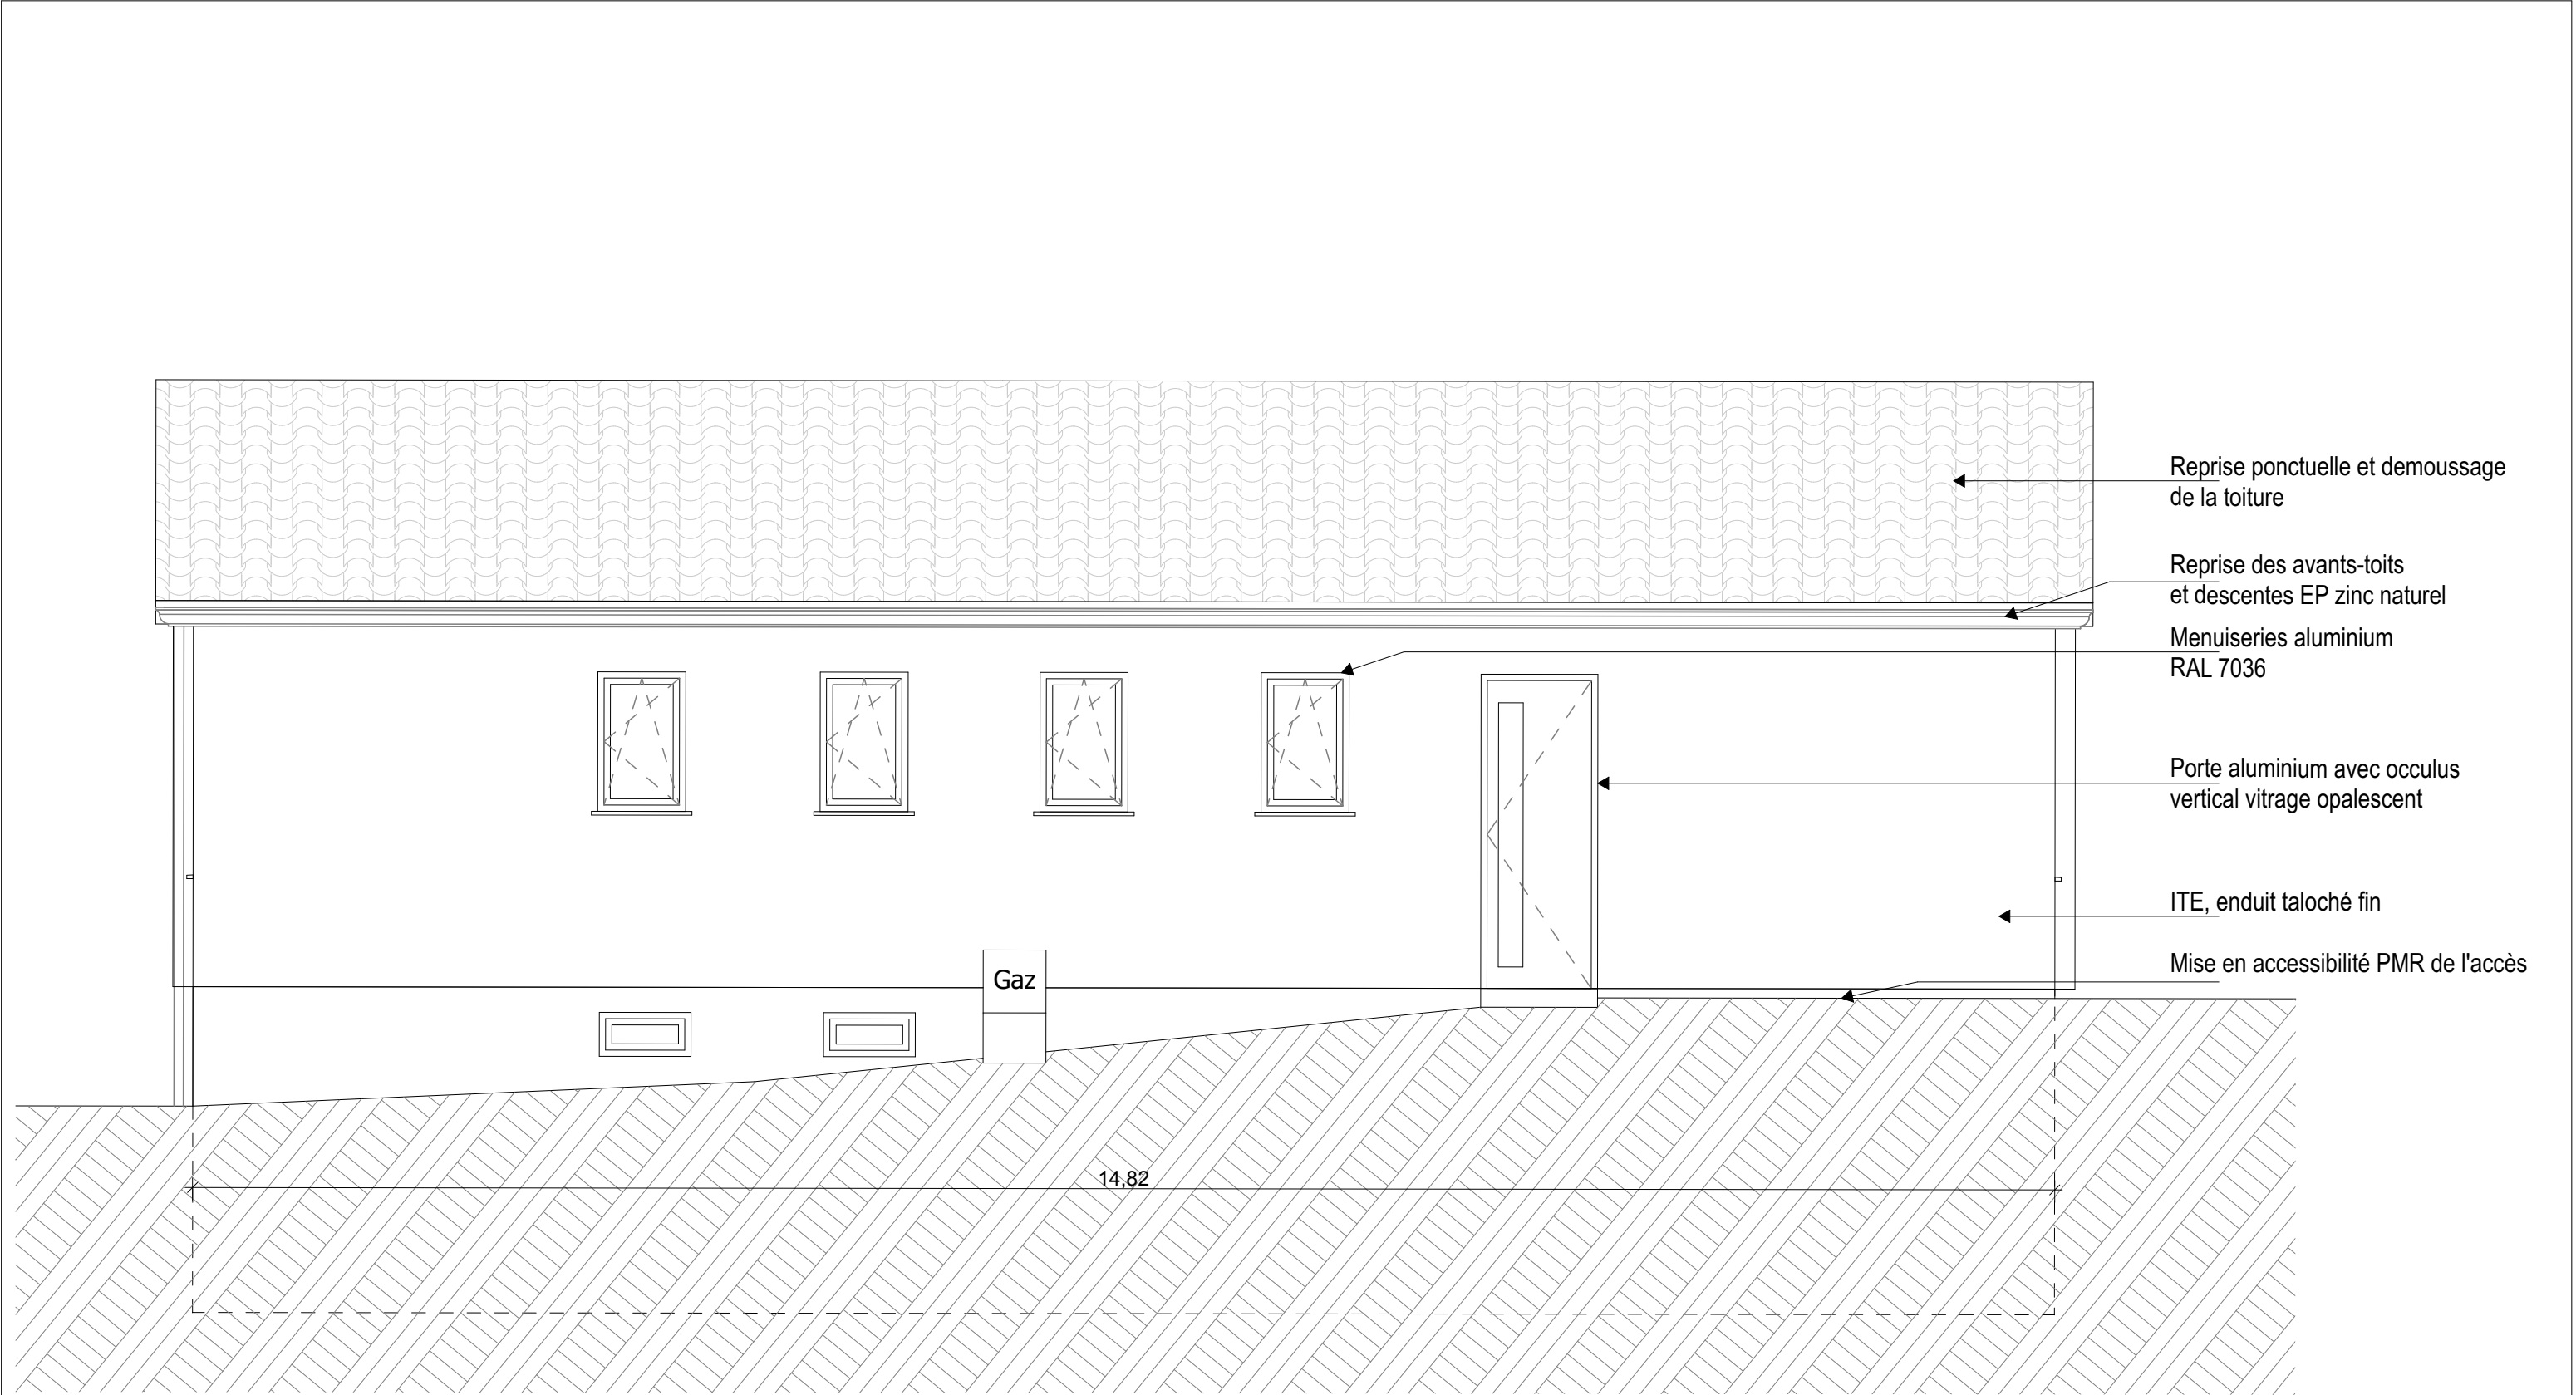 Reprise ponctuelle et demoussage
de la toiture
Reprise des avants-toits
et descentes EP zinc naturel
Menuiseries aluminium
RAL 7036
Porte aluminium avec occulus
vertical vitrage opalescent
ITE, enduit taloché fin
Mise en accessibilité PMR de l'accès
Gaz
14,82